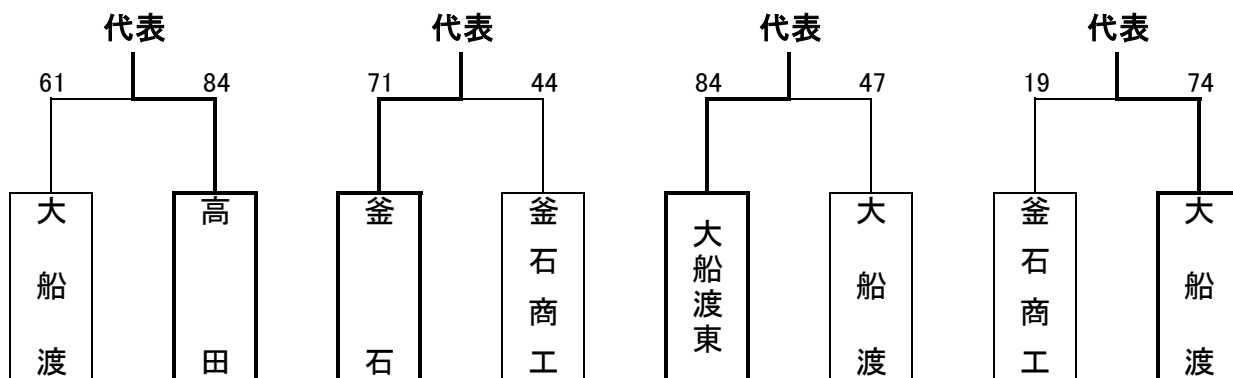 代表 代表 代表 代表
61 84 71 44 84 47 19 74
大船渡
高田
釜石
釜石商工
大船渡東
大船渡
釜石商工
大船渡